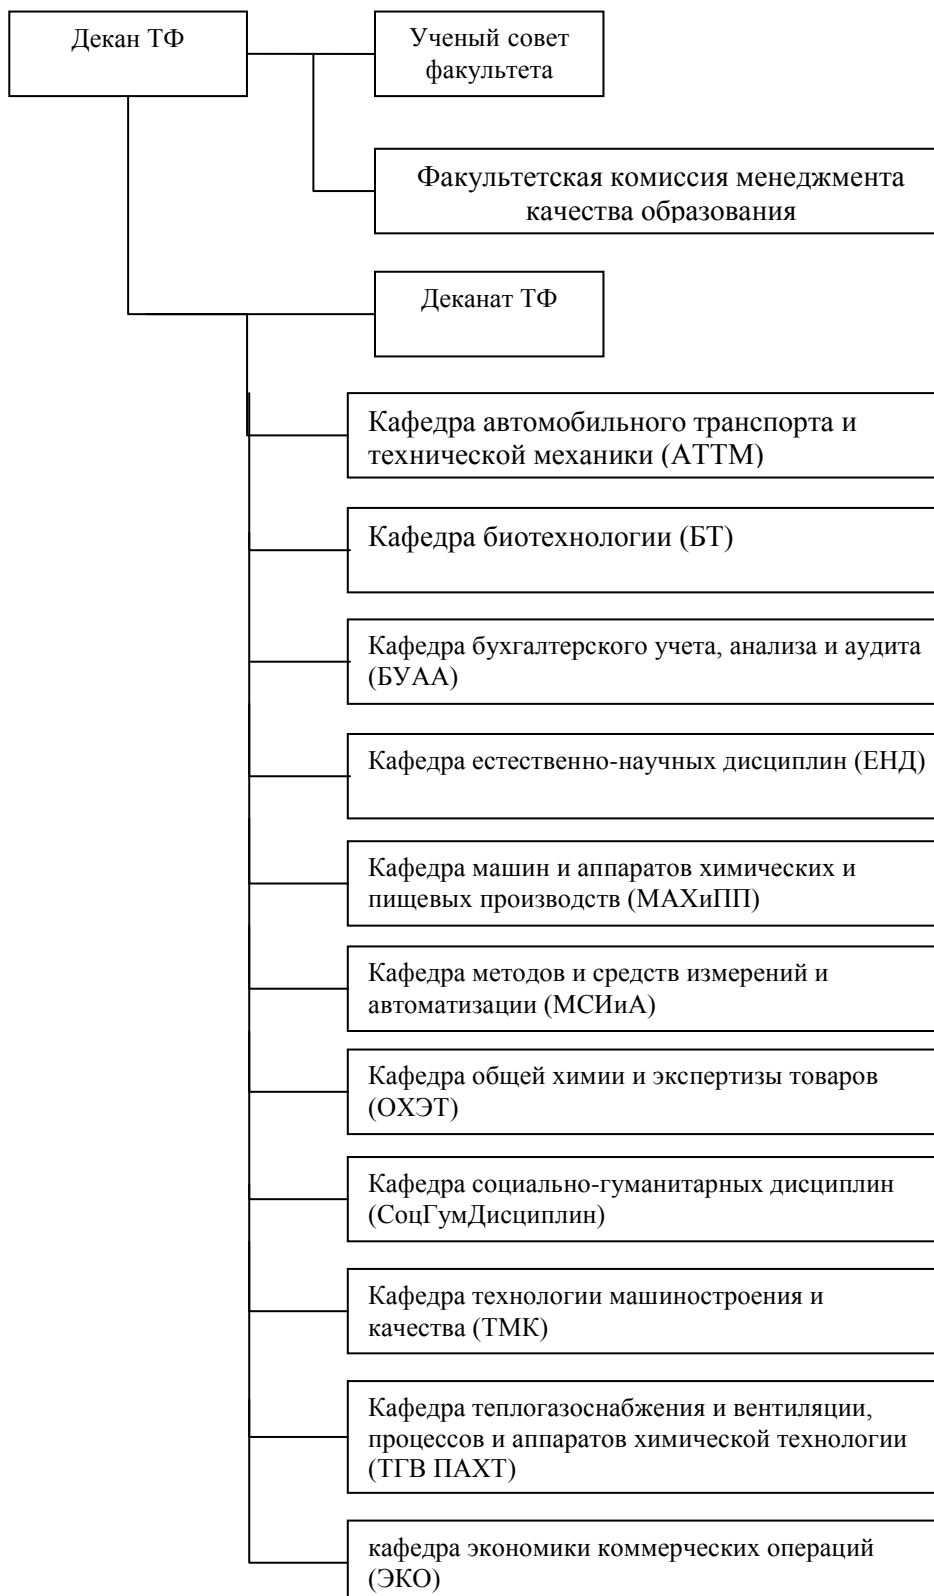 Декан ТФ
Ученый совет
факультета
Факультетская комиссия менеджмента
качества образования
Деканат ТФ
Кафедра автомобильного транспорта и
технической механики (АТТМ)
Кафедра биотехнологии (БТ)
Кафедра бухгалтерского учета, анализа и аудита
(БУАА)
Кафедра естественно-научных дисциплин (ЕНД)
Кафедра машин и аппаратов химических и
пищевых производств (МАХиПП)
Кафедра методов и средств измерений и
автоматизации (МСИиА)
Кафедра общей химии и экспертизы товаров
(ОХЭТ)
Кафедра социально-гуманитарных дисциплин
(СоцГумДисциплин)
Кафедра технологии машиностроения и
качества (ТМК)
Кафедра теплогазоснабжения и вентиляции,
процессов и аппаратов химической технологии
(ТГВ ПАХТ)
кафедра экономики коммерческих операций
(ЭКО)